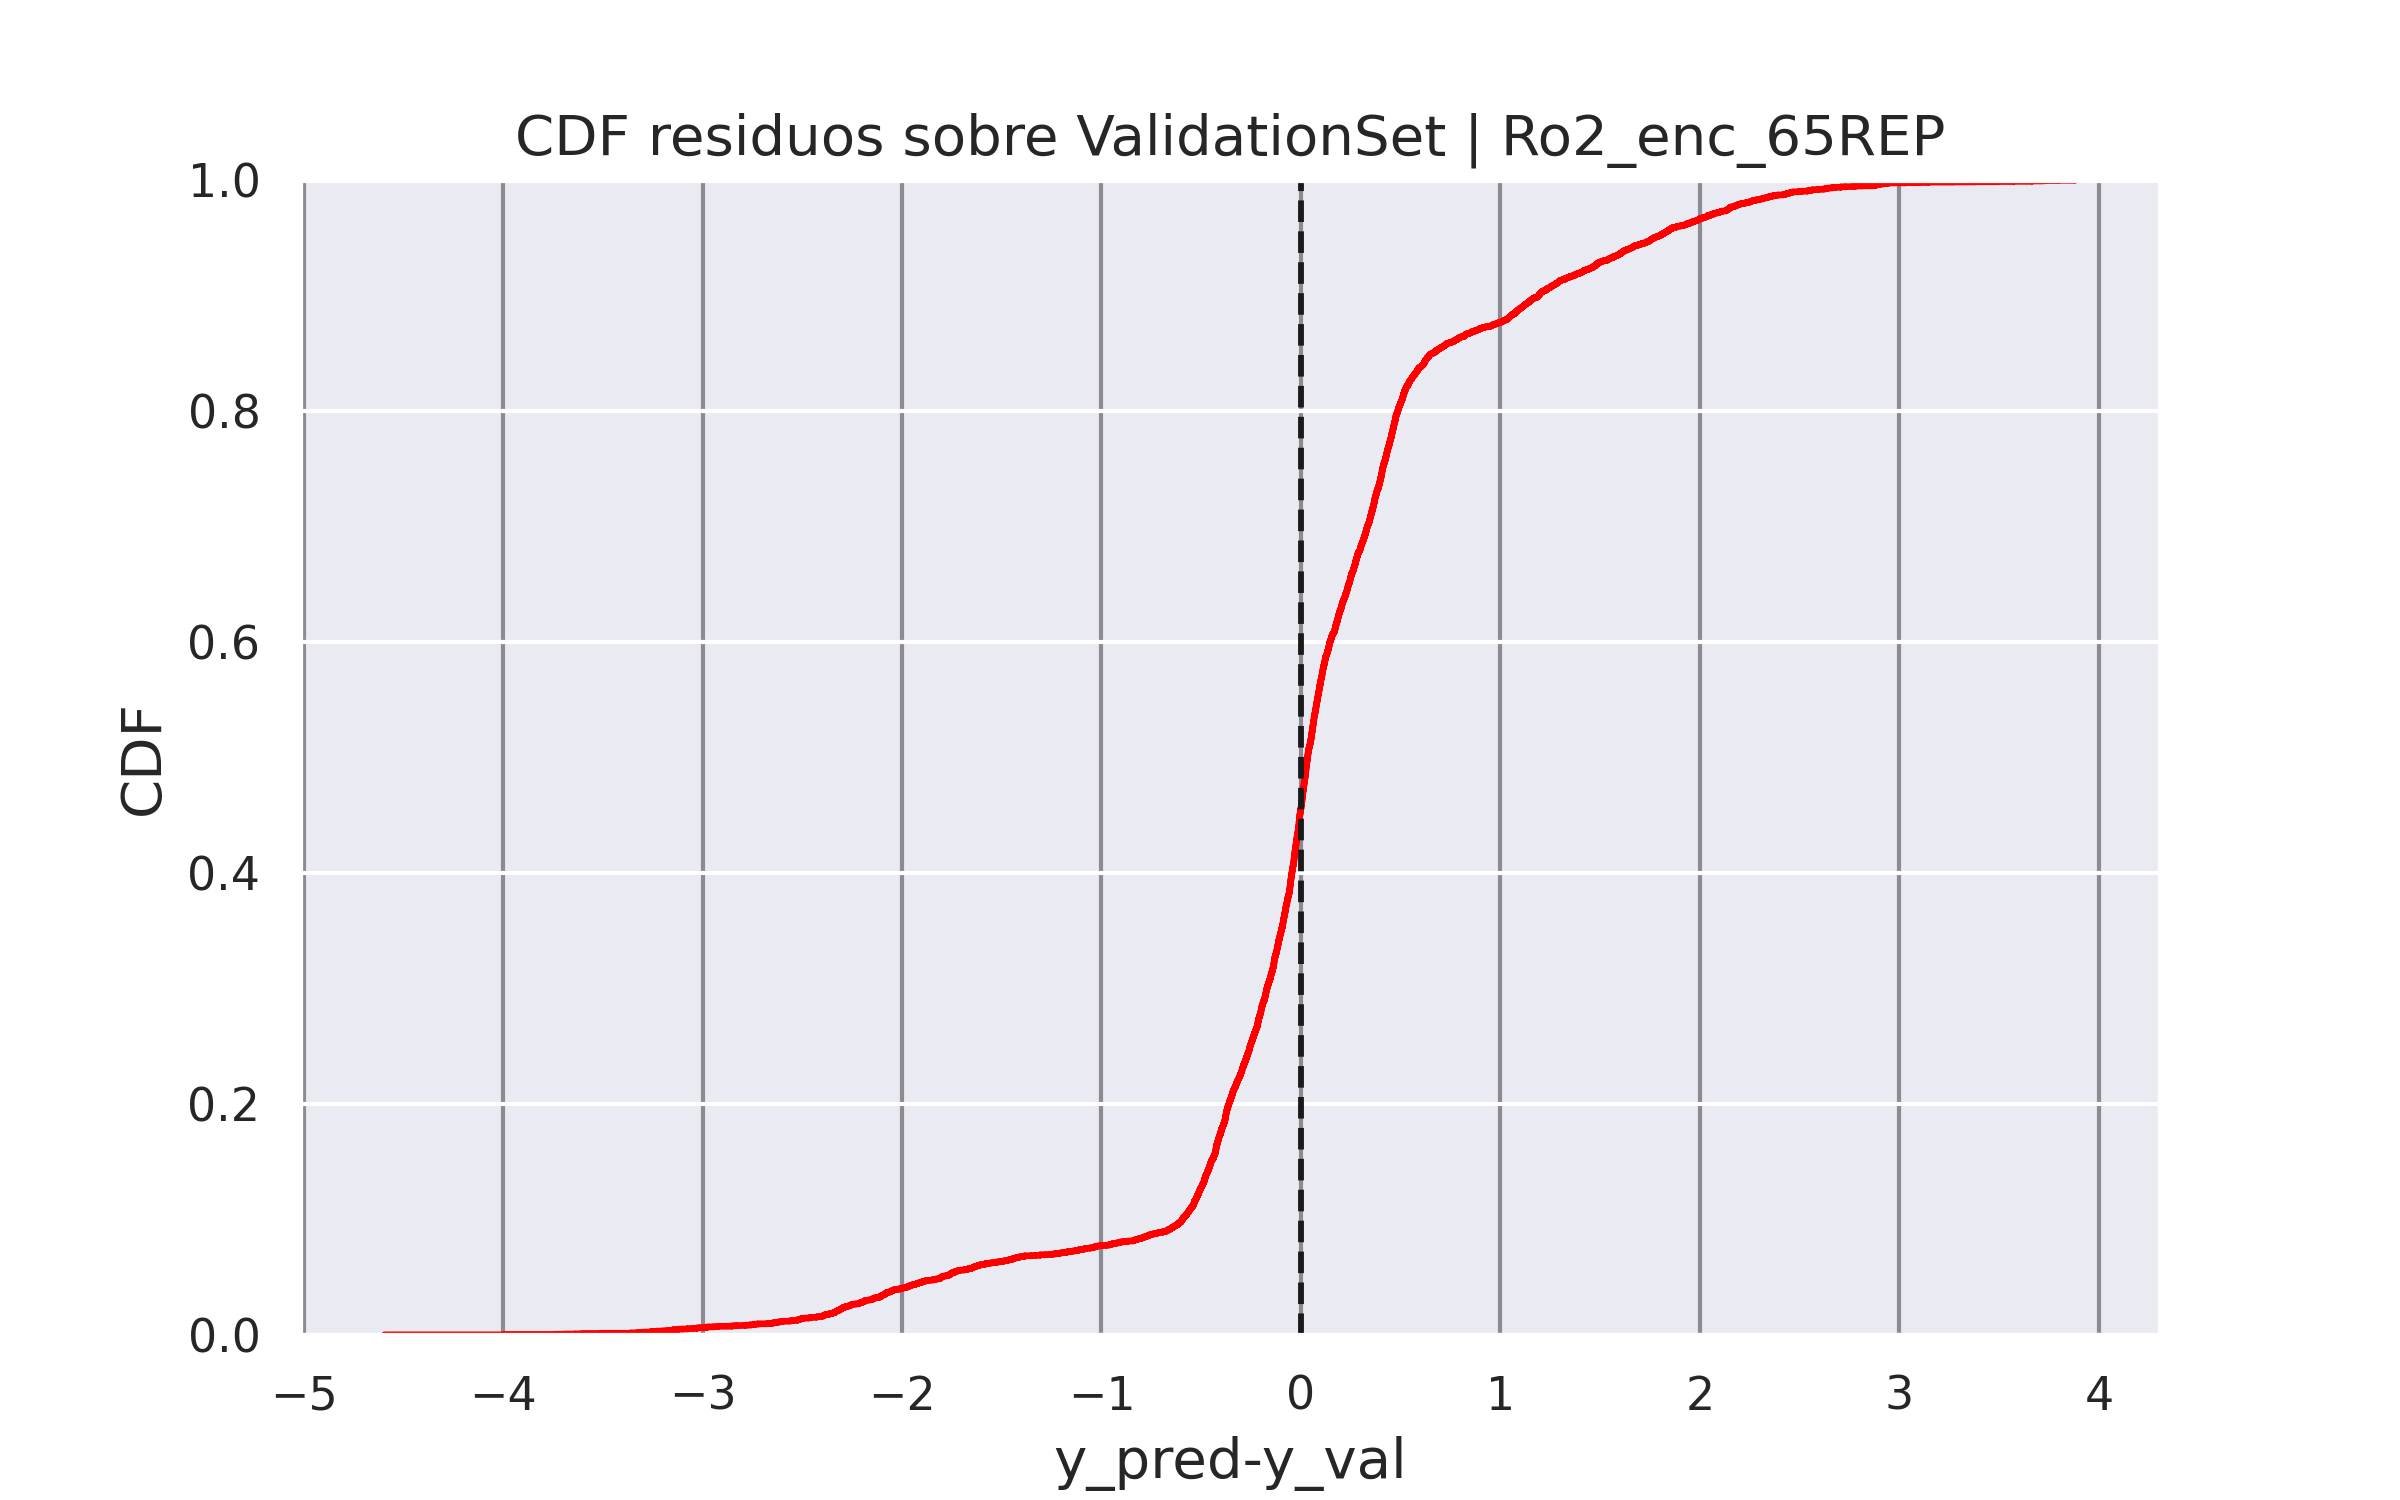 CDF residuos sobre ValidationSet | Ro2_enc_65REP
1.0
0.8
0.6
0.4
0.2
0.0
CDF
−5 −4 −3 −2 −1 0 1 2 3 4
y_pred-y_val